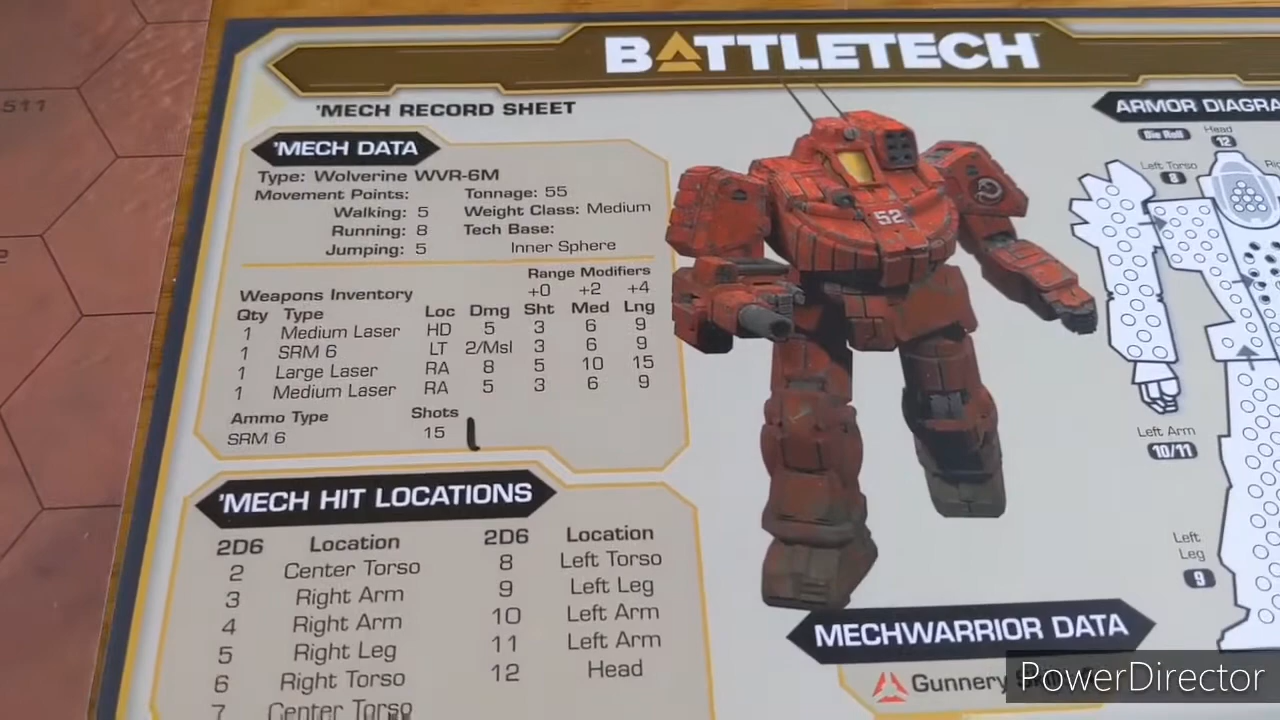 511
2
BATTLETECH
'MECH RECORD SHEET
'MECH DATA
Type: Wolverine WVR-6M
Movement Points: Tonnage: 55
Walking: 5 Weight Class: Medium
Running: 8 Tech Base:
Jumping: 5 Inner Sphere
Range Modifiers
Weapons Inventory +0 +2 +4
Qty Type Loc Dmg Sht Med Lng
1 Medium Laser HD 5 3 6 9
1 SRM 6 LT 2/Msl 3 6 9
1 Large Laser RA 8 5 10 15
1 Medium Laser RA 5 3 6 9
Ammo Type Shots
SRM 6 15
'MECH HIT LOCATIONS
2D6 Location 2D6 Location
2 Center Torso 8 Left Torso
3 Right Arm 9 Left Leg
4 Right Arm 10 Left Arm
5 Right Leg 11 Left Arm
6 Right Torso 12 Head
7 Center Torso
52
ARMOR DIAGRA
Die Roll
Head
12
Left Torso
8
Left Arm
10/11
Left
Leg
9
MECHWARRIOR DATA
Gunnery
PowerDirector